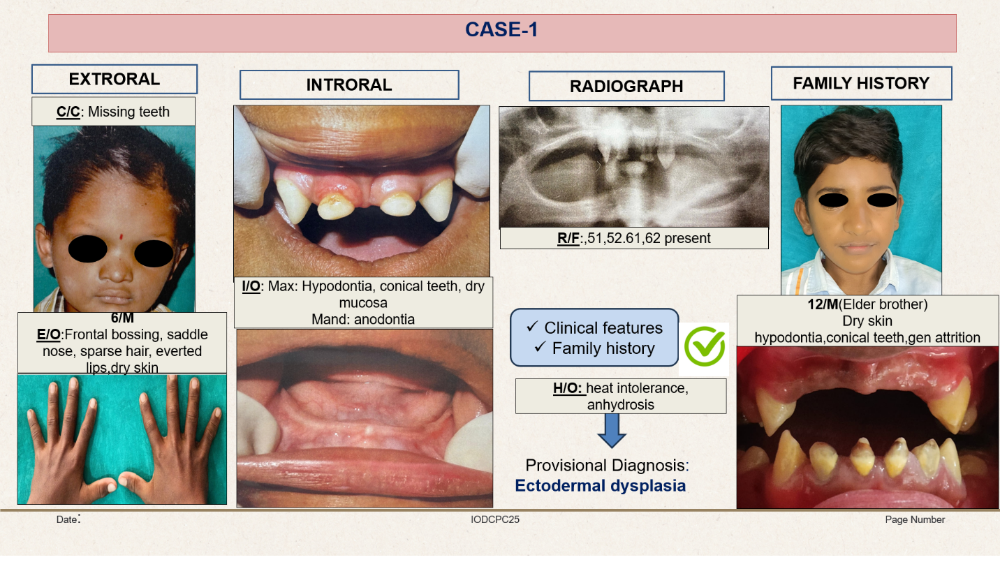 CASE-1
EXTRORAL
C/C: Missing teeth
6/M
E/O:Frontal bossing, saddle
nose, sparse hair, everted
lips,dry skin
INTRORAL
I/O: Max: Hypodontia, conical teeth, dry
mucosa
Mand: anodontia
RADIOGRAPH
R/F:,51,52.61,62 present
✓ Clinical features
✓ Family history
H/O: heat intolerance,
anhydrosis
Provisional Diagnosis:
Ectodermal dysplasia
FAMILY HISTORY
12/M(Elder brother)
Dry skin
hypodontia,conical teeth,gen attrition
Date:
IODCPC25
Page Number